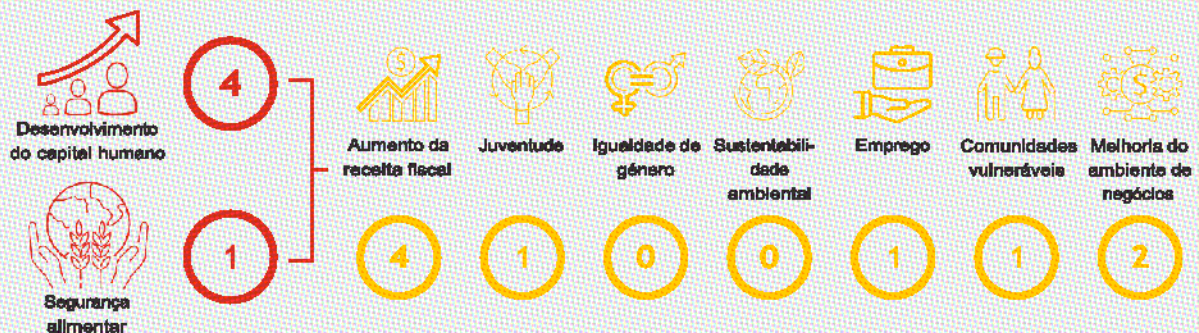 4
Desenvolvimento
do capital humano
1
Segurança
alimentar
Aumento da
receita fiscal
Juventude
Igualdade de
género
Sustentabili-
dade
ambiental
Emprego
Comunidades
vulneráveis
Melhoria do
ambiente de
negócios
4
1
0
0
1
1
2